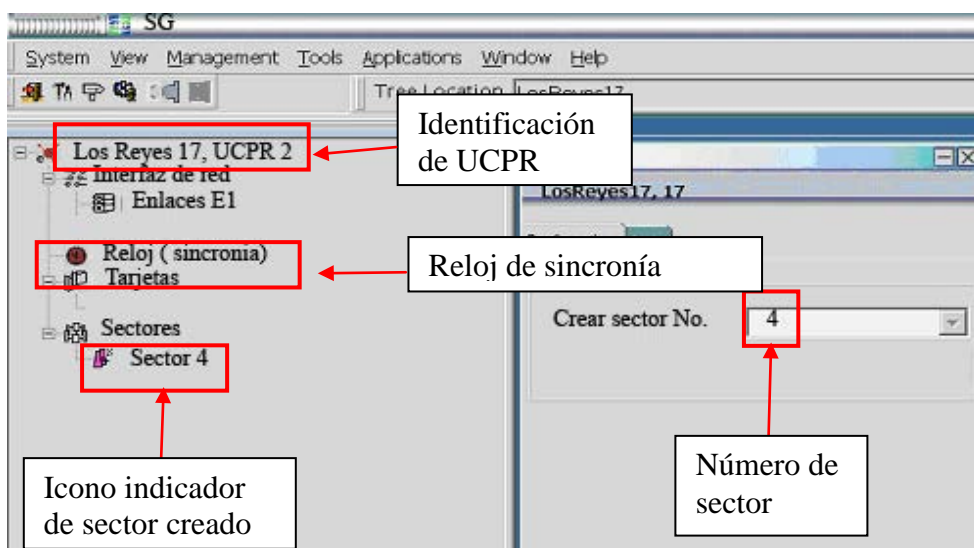 SG
System View Management Tools Applications Window Help
Tree Location LosReyes17
Identificación
de UCPR
Los Reyes 17, UCPR 2
Interfaz de red
Enlaces E1
LosReyes17, 17
Reloj ( sincronia)
Tarjetas
Reloj de sincronía
Crear sector No. 4
Sectores
Sector 4
Icono indicador
de sector creado
Número de
sector